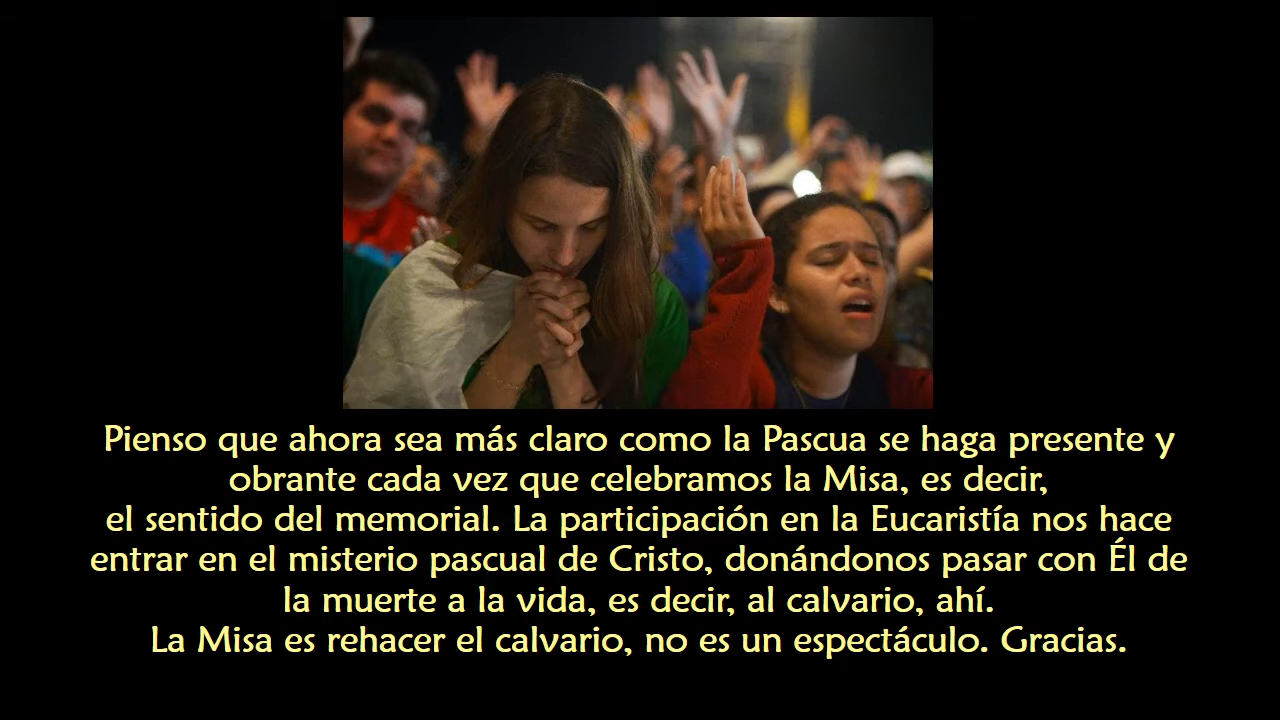 Pienso que ahora sea más claro como la Pascua se haga presente y
obrante cada vez que celebramos la Misa, es decir,
el sentido del memorial. La participación en la Eucaristía nos hace
entrar en el misterio pascual de Cristo, donándonos pasar con Él de
la muerte a la vida, es decir, al calvario, ahí.
La Misa es rehacer el calvario, no es un espectáculo. Gracias.